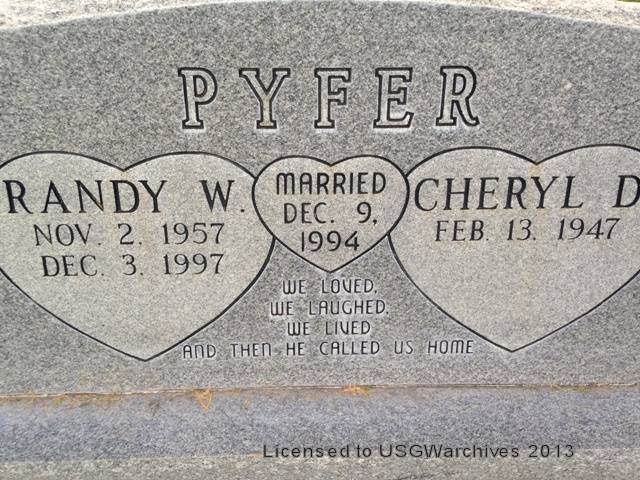 PYFER
RANDY W.
NOV. 2. 1957
DEC. 3. 1997
MARRIED
DEC. 9,
1994
CHERYL D
FEB. 13. 1947
WE LOVED,
WE LAUGHED,
WE LIVED
AND THEN HE CALLED US HOME
Licensed to USGWarchives 2013